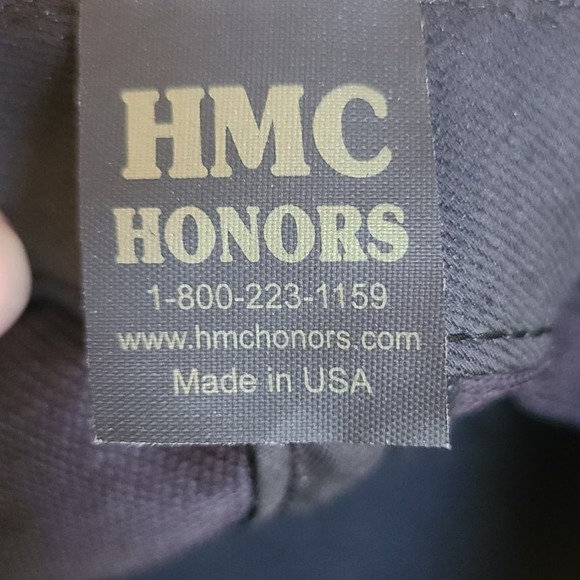 HMC
HONORS
1-800-223-1159
www.hmchonors.com
Made in USA